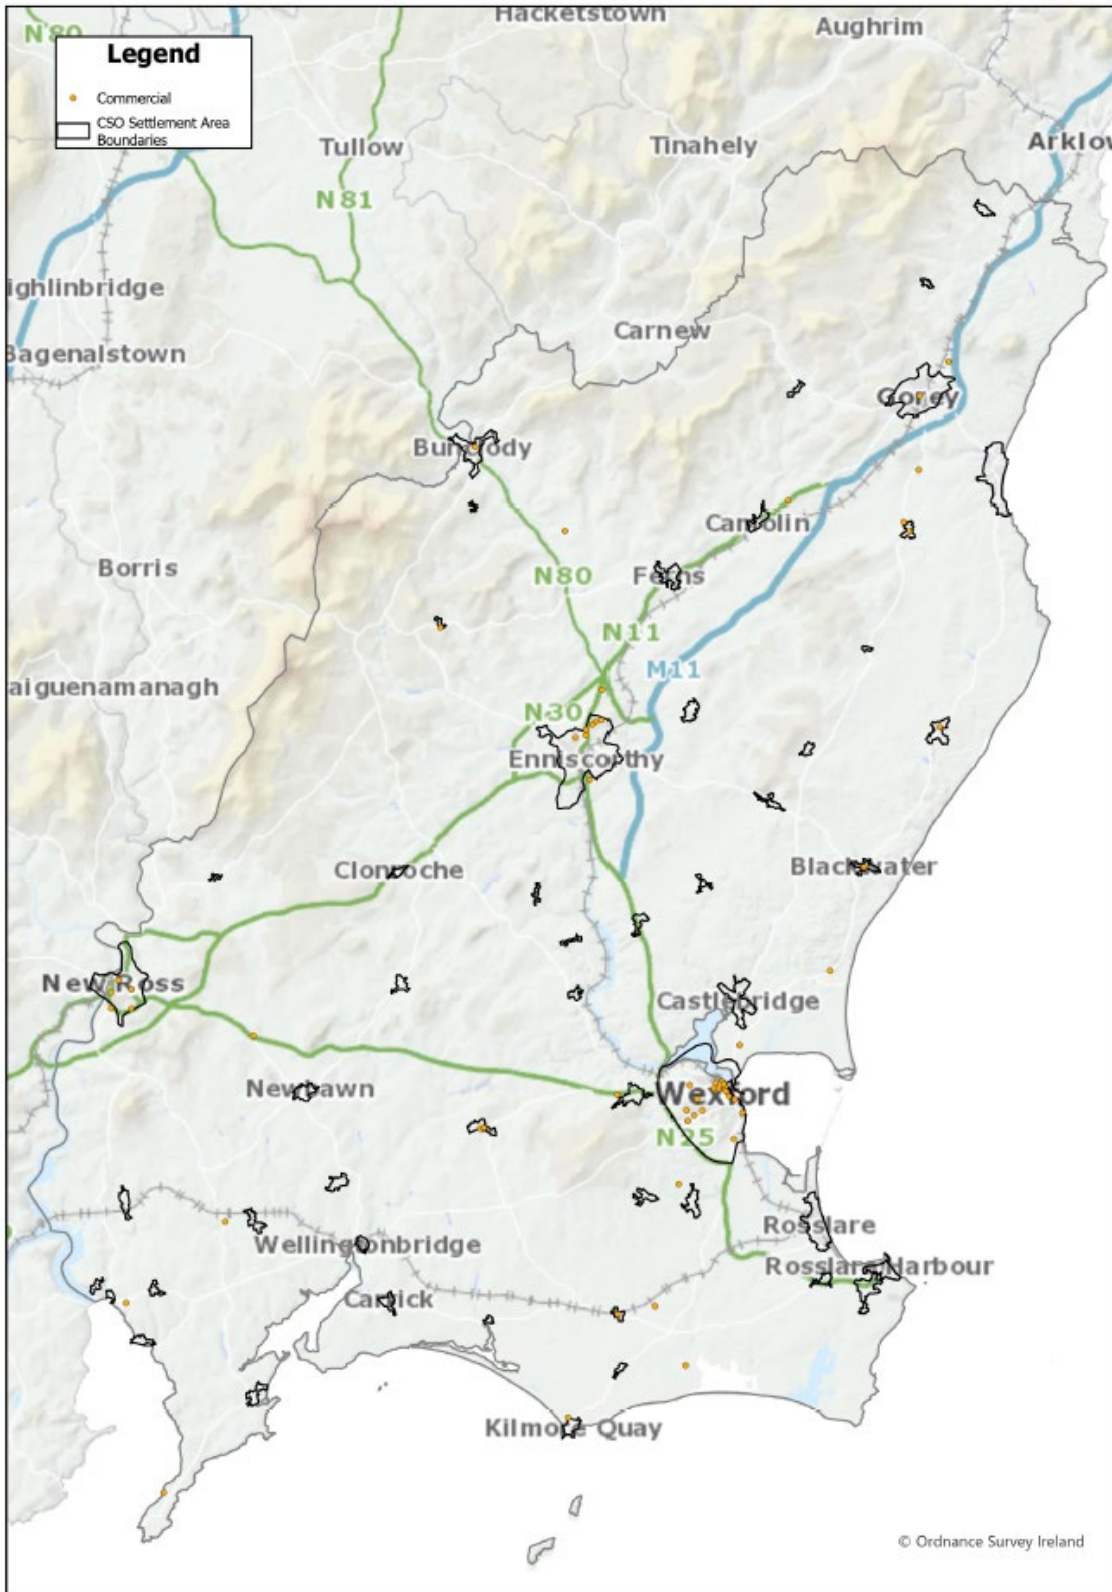 Hacketstown
Aughrim
N 80
Legend
Commercial
CSO Settlement Area
Boundaries
Tullow
Tinahely
Arklow
N 81
ighlinbridge
Carnew
Bagenalstown
Gorey
Bunclody
Camolin
Borris
N80
Ferns
N11
M11
aiguenamanagh
N30
Enniscorthy
Clonroche
Blackwater
New Ross
Castlebridge
Newbawn
Wexford
N25
Rosslare
Wellingtonbridge
Rosslare Harbour
Carrick
Kilmore Quay
© Ordnance Survey Ireland